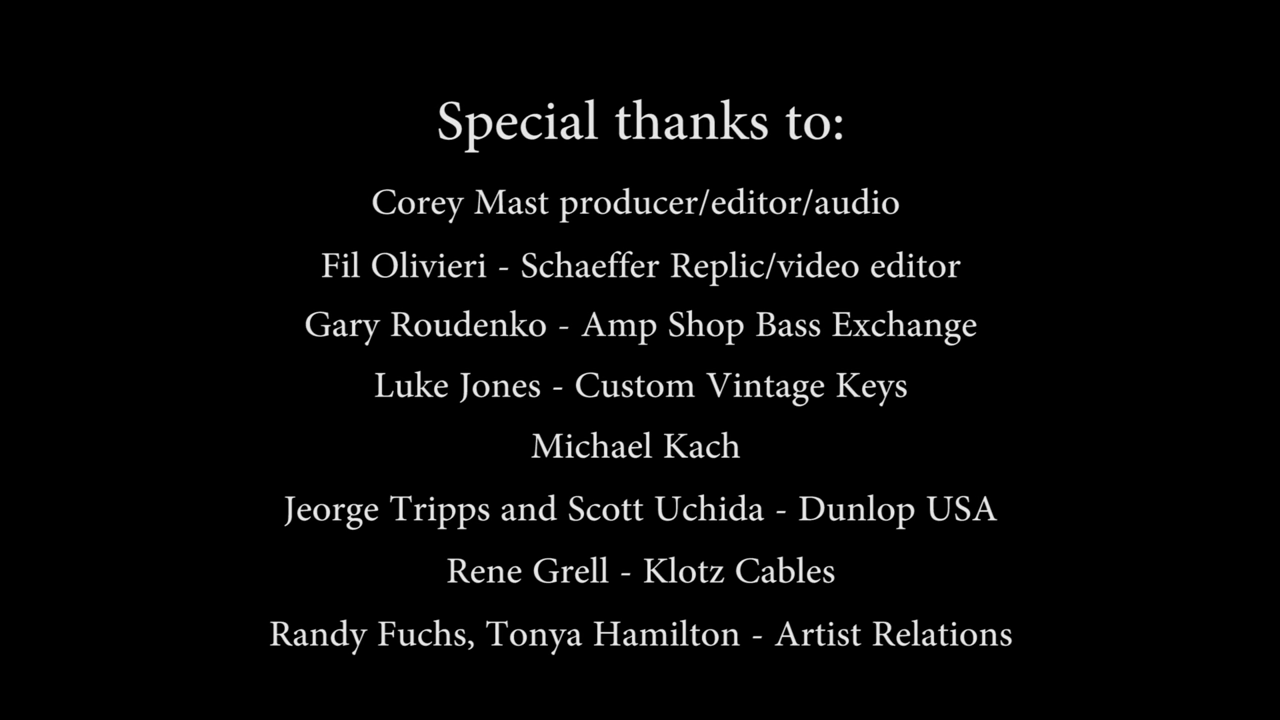 Special thanks to:
Corey Mast producer/editor/audio
Fil Olivieri - Schaeffer Replic/video editor
Gary Roudenko - Amp Shop Bass Exchange
Luke Jones - Custom Vintage Keys
Michael Kach
Jeorge Tripps and Scott Uchida - Dunlop USA
Rene Grell - Klotz Cables
Randy Fuchs, Tonya Hamilton - Artist Relations